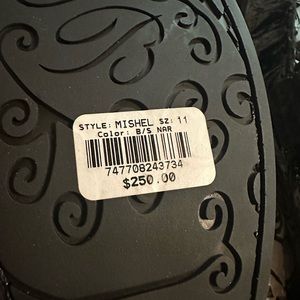 STYLE: MISHEL SZ: 11
Color: B/S NAR
747708243734
$250.00